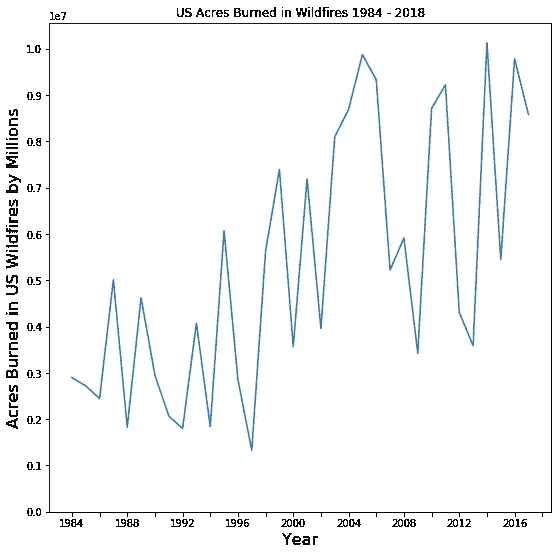 US Acres Burned in Wildfires 1984 - 2018
1e7
1.0
0.9
0.8
0.7
0.6
0.5
0.4
0.3
0.2
0.1
0.0
Acres Burned in US Wildfires by Millions
1984 1988 1992 1996 2000 2004 2008 2012 2016
Year